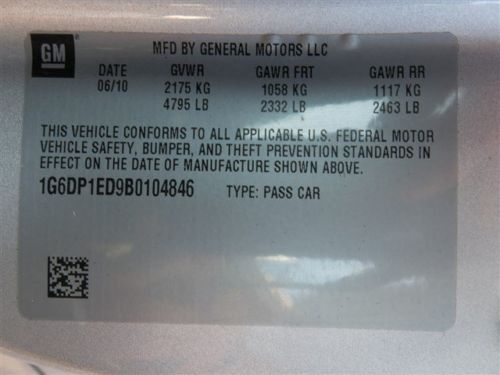 GM
MFD BY GENERAL MOTORS LLC
DATE GVWR GAWR FRT GAWR RR
06/10 2175 KG 1058 KG 1117 KG
4795 LB 2332 LB 2463 LB
THIS VEHICLE CONFORMS TO ALL APPLICABLE U.S. FEDERAL MOTOR
VEHICLE SAFETY, BUMPER, AND THEFT PREVENTION STANDARDS IN
EFFECT ON THE DATE OF MANUFACTURE SHOWN ABOVE.
1G6DP1ED9B0104846 TYPE: PASS CAR